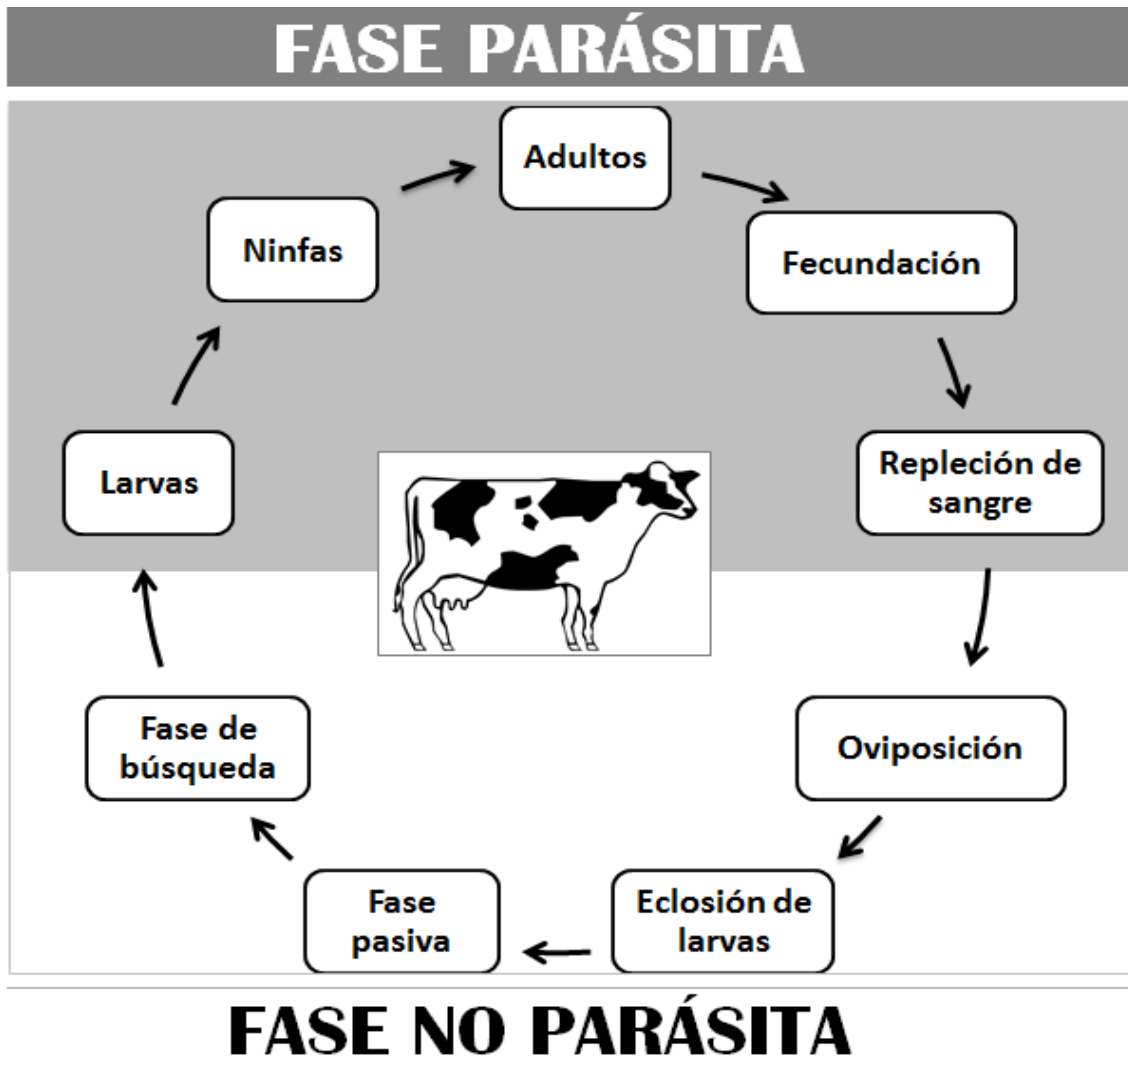 FASE PARÁSITA
Adultos
Fecundación
Repleción de
sangre
Oviposición
Eclosión de
larvas
Fase
pasiva
Fase de
búsqueda
Larvas
Ninfas
FASE NO PARÁSITA